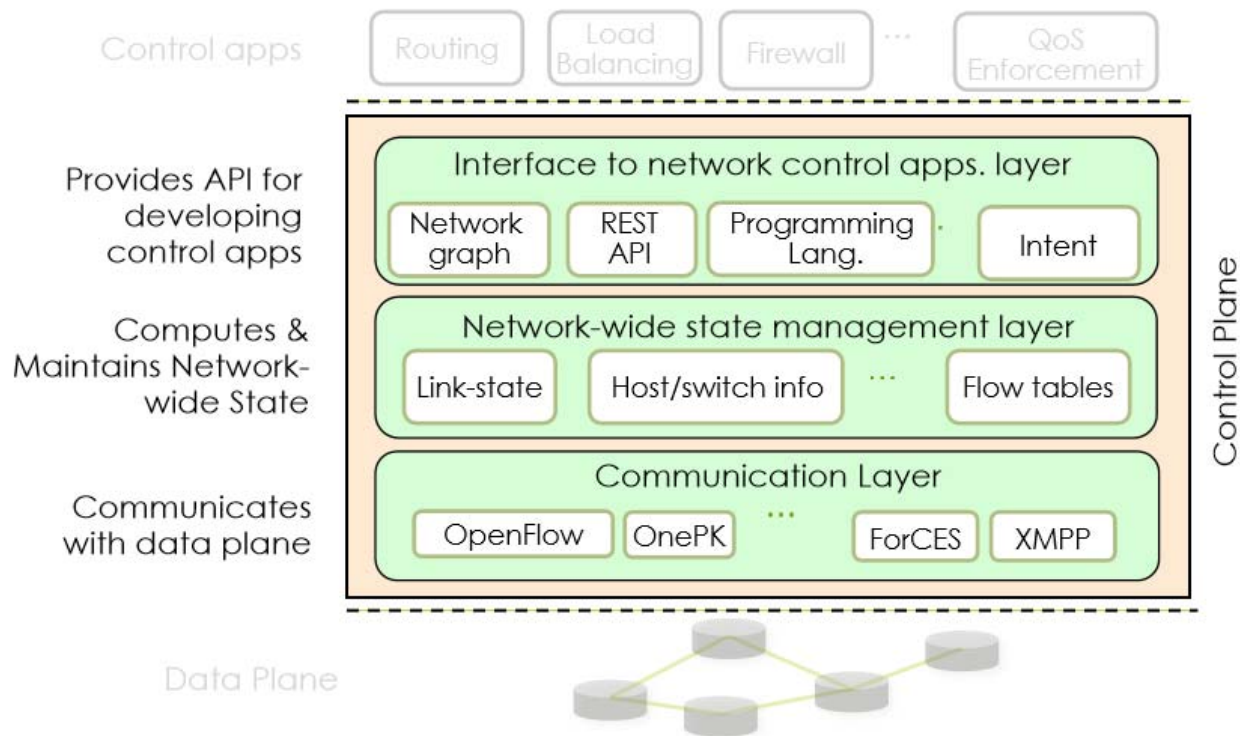 Control apps
Routing
Load
Balancing
Firewall
...
QoS
Enforcement
Provides API for
developing
control apps
Interface to network control apps. layer
Network
graph
REST
API
Programming
Lang.
.
Intent
Computes &
Maintains Network-
wide State
Network-wide state management layer
Link-state
Host/switch info
...
Flow tables
Communicates
with data plane
Communication Layer
OpenFlow
OnePK
...
ForCES
XMPP
Control Plane
Data Plane